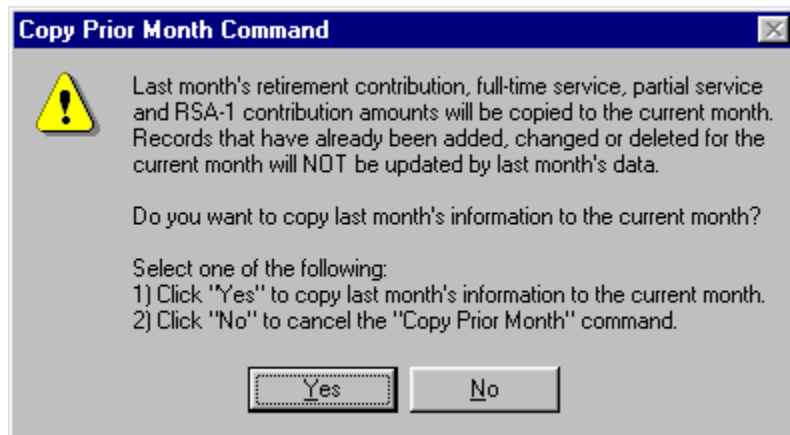 Copy Prior Month Command
Last month's retirement contribution, full-time service, partial service
and RSA-1 contribution amounts will be copied to the current month.
Records that have already been added, changed or deleted for the
current month will NOT be updated by last month's data.
Do you want to copy last month's information to the current month?
Select one of the following:
1) Click "Yes" to copy last month's information to the current month.
2) Click "No" to cancel the "Copy Prior Month" command.
Yes No